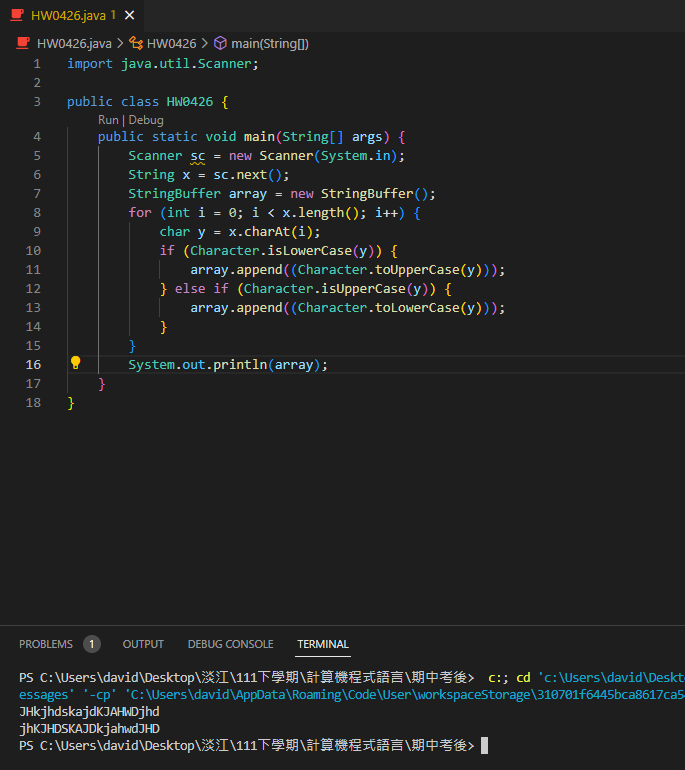 HW0426.java 1
HW0426.java > HW0426 > main(String[])
1 import java.util.Scanner;
2
3 public class HW0426 {
Run | Debug
4 public static void main(String[] args) {
5 Scanner sc = new Scanner(System.in);
6 String x = sc.next();
7 StringBuffer array = new StringBuffer();
8 for (int i = 0; i < x.length(); i++) {
9 char y = x.charAt(i);
10 if (Character.isLowerCase(y)) {
11 array.append((Character.toUpperCase(y)));
12 } else if (Character.isUpperCase(y)) {
13 array.append((Character.toLowerCase(y)));
14 }
15 }
16 System.out.println(array);
17 }
18 }
PROBLEMS 1 OUTPUT DEBUG CONSOLE TERMINAL
PS C:\Users\david\Desktop\淡江\111下學期\計算機程式語言\期中考後> c:; cd 'c:\Users\david\Deskto
essages' '-cp' 'C:\Users\david\AppData\Roaming\Code\User\workspaceStorage\310701f6445bca8617ca54
JHkjhdskajdKJAHWDjhd
jhKJHDSKAJDkjahwdJHD
PS C:\Users\david\Desktop\淡江\111下學期\計算機程式語言\期中考後>